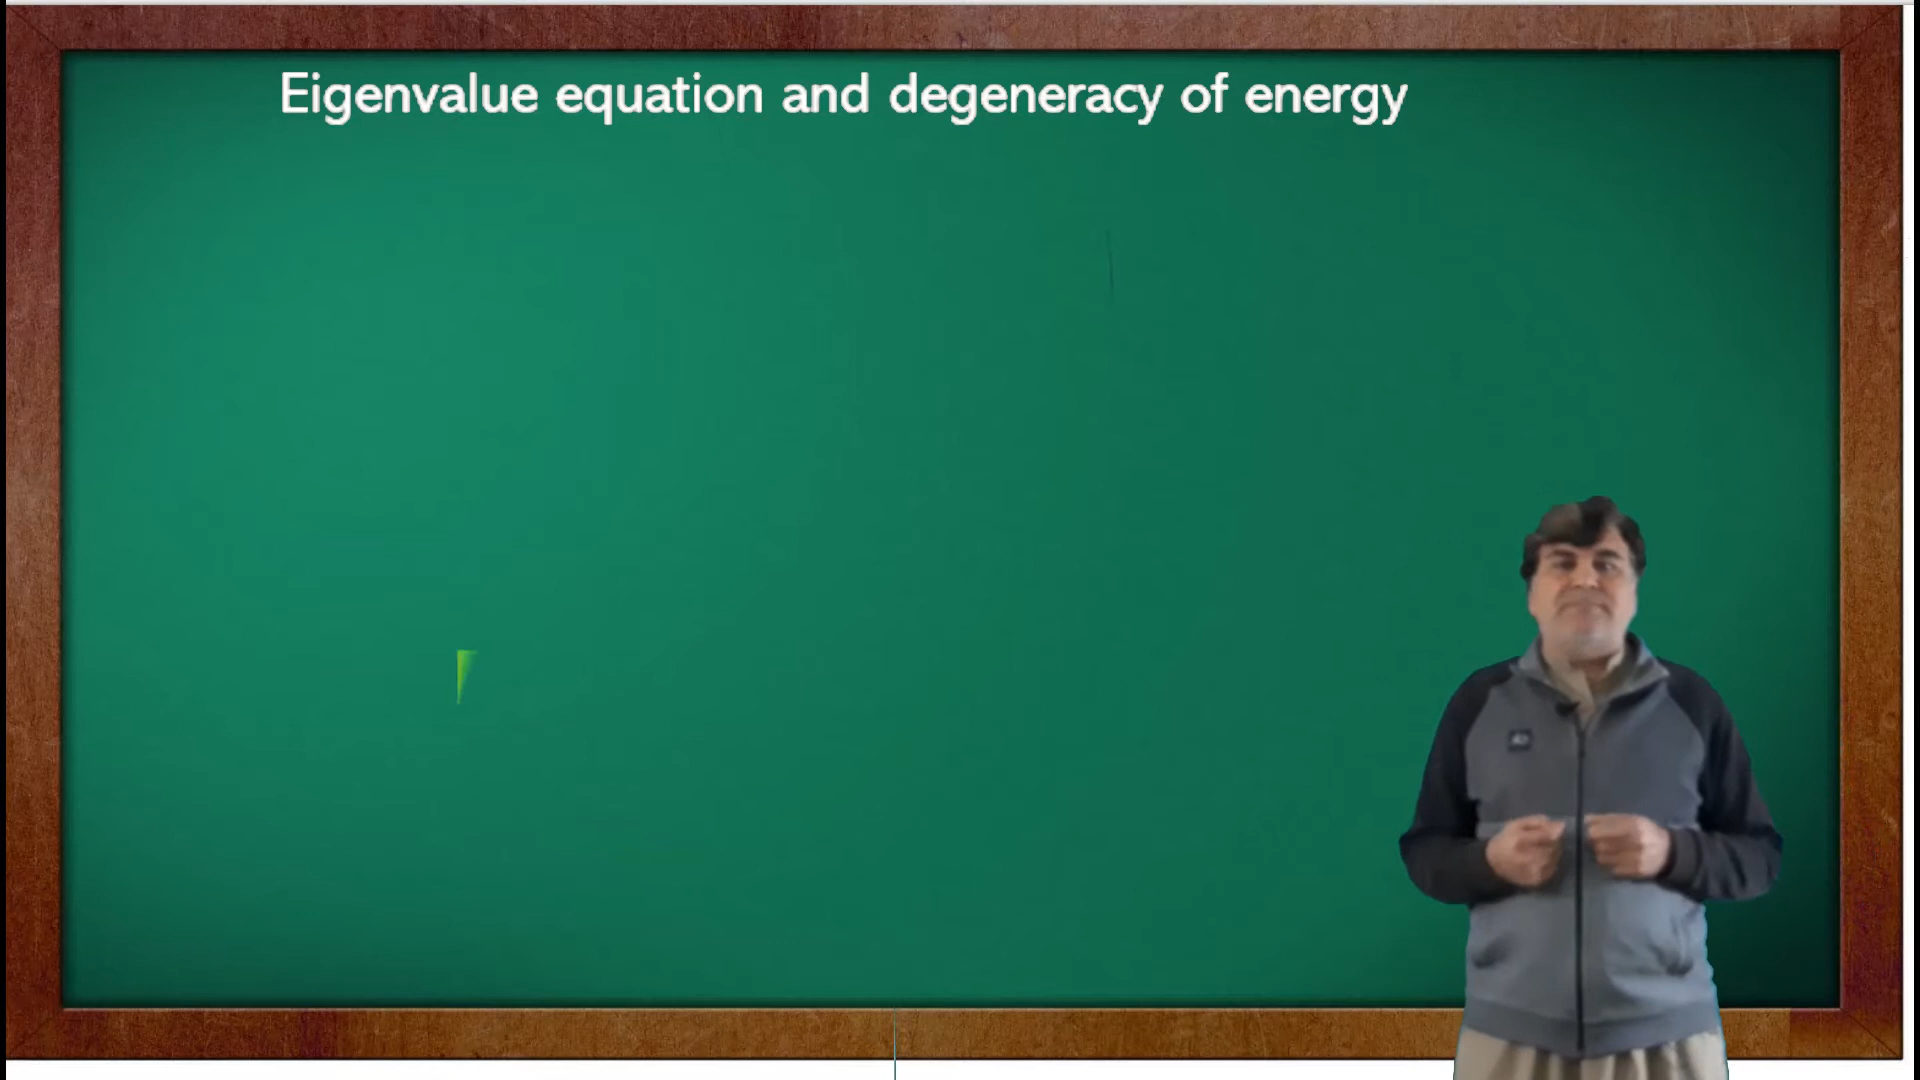 Eigenvalue equation and degeneracy of energy